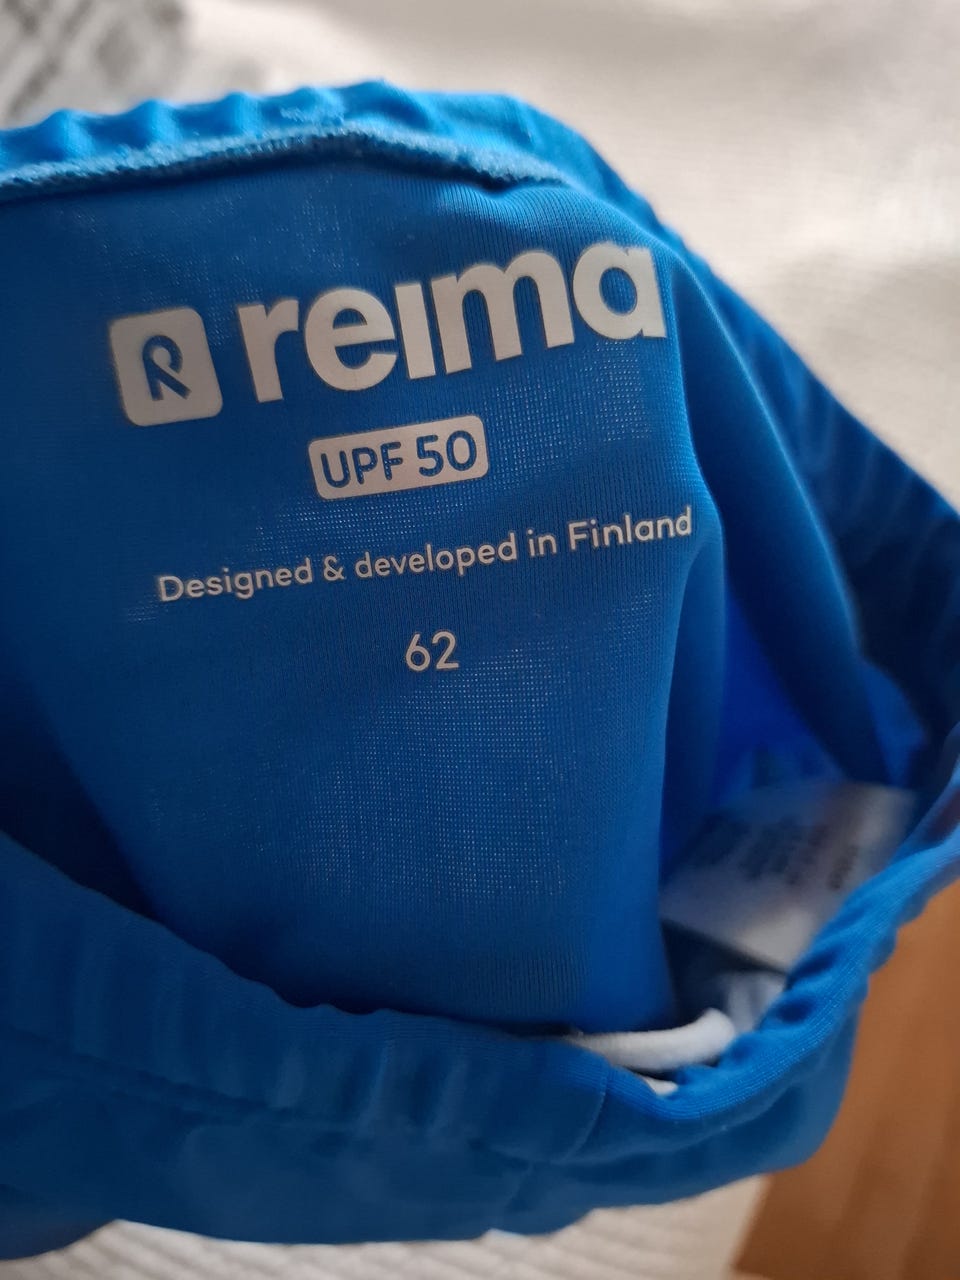 reima
UPF 50
Designed & developed in Finland
62